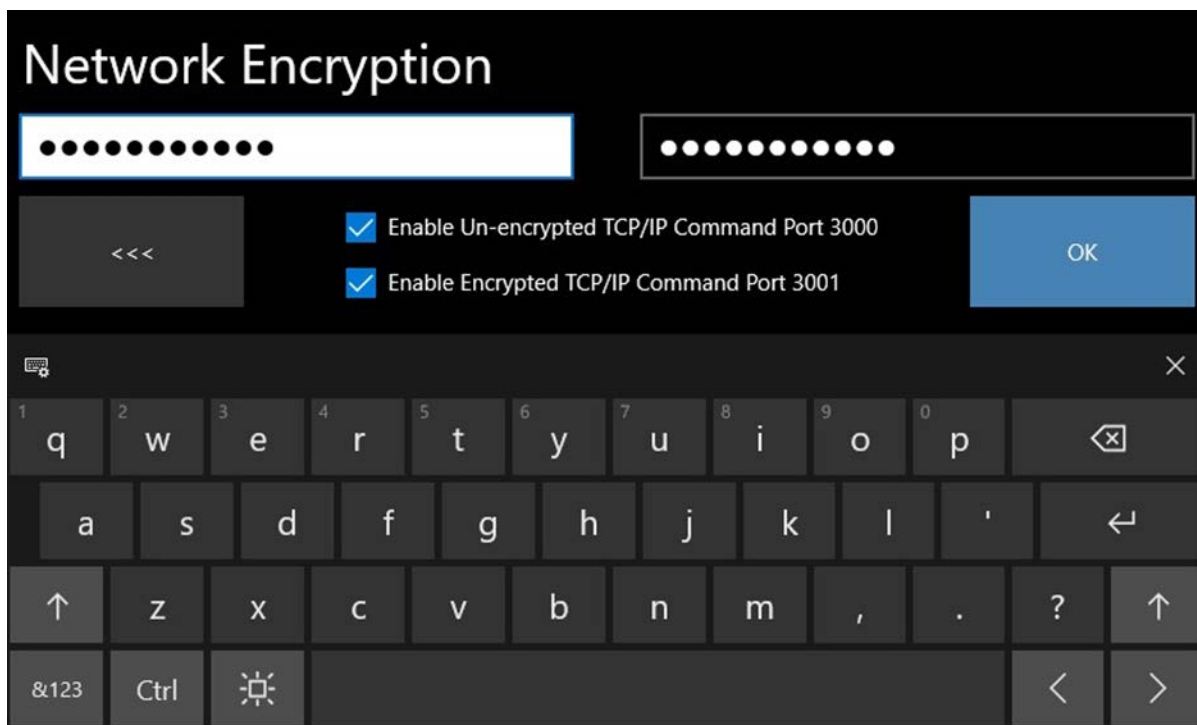 Network Encryption
●●●●●●●●●●● ●●●●●●●●●●●
<<<
Enable Un-encrypted TCP/IP Command Port 3000
Enable Encrypted TCP/IP Command Port 3001
OK
1 2 3 4 5 6 7 8 9 0
q w e r t y u i o p
a s d f g h j k l '
z x c v b n m , . ?
&123 Ctrl < >